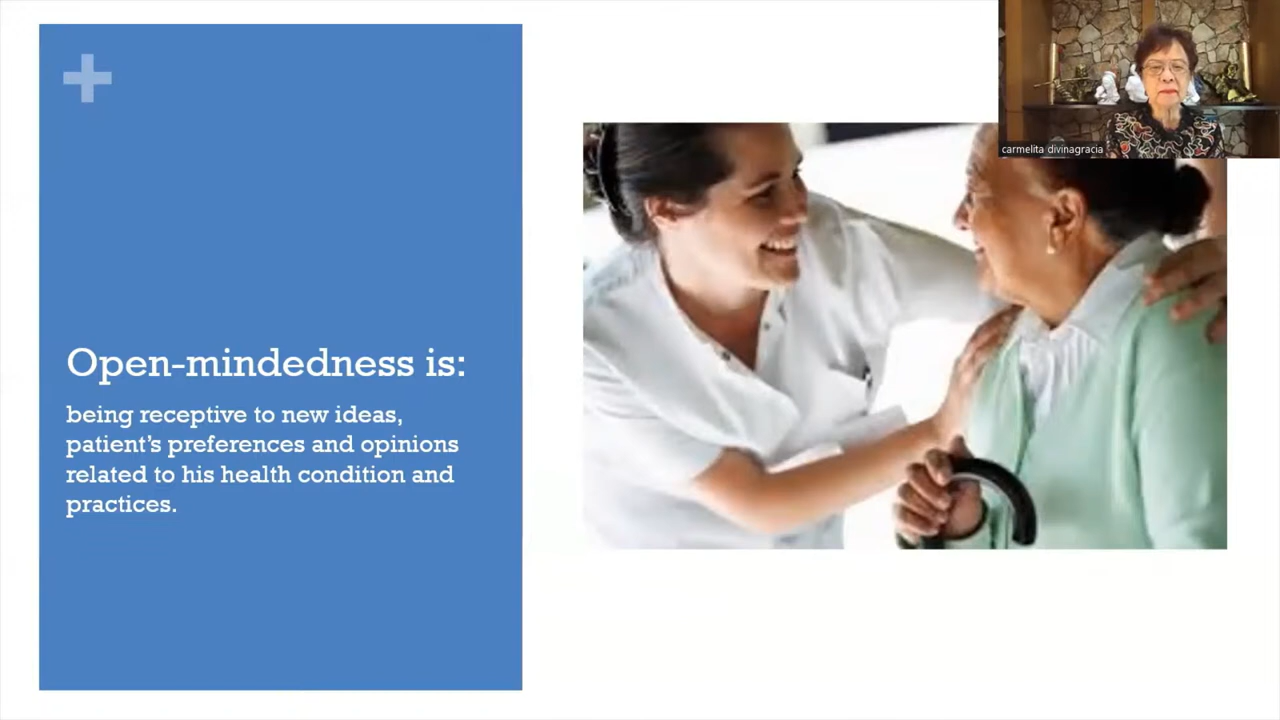 Open-mindedness is:
being receptive to new ideas,
patient’s preferences and opinions
related to his health condition and
practices.
carmelita divinagracia